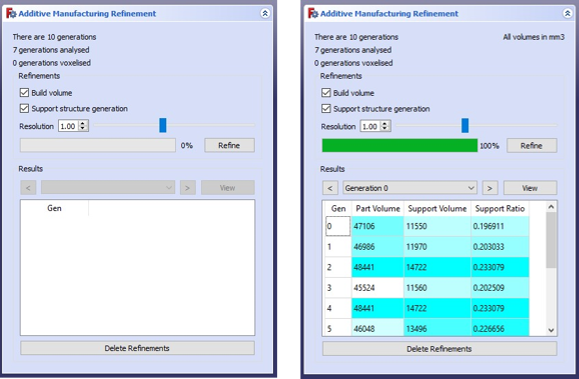 Additive Manufacturing Refinement
There are 10 generations
7 generations analysed
0 generations voxelised
Refinements
Build volume
Support structure generation
Resolution 1.00
0% Refine
Results
< > View
Gen
Delete Refinements
Additive Manufacturing Refinement
There are 10 generations All volumes in mm3
7 generations analysed
0 generations voxelised
Refinements
Build volume
Support structure generation
Resolution 1.00
100% Refine
Results
< Generation 0 > View
Gen Part Volume Support Volume Support Ratio
0 47106 11550 0.196911
1 46986 11970 0.203033
2 48441 14722 0.233079
3 45524 11560 0.202509
4 48441 14722 0.233079
5 46048 13496 0.226656
Delete Refinements